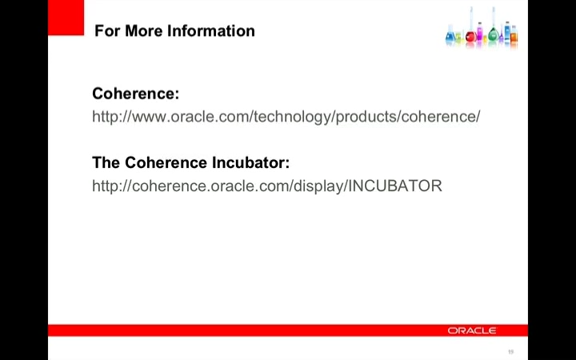 For More Information
Coherence:
http://www.oracle.com/technology/products/coherence/
The Coherence Incubator:
http://coherence.oracle.com/display/INCUBATOR
ORACLE